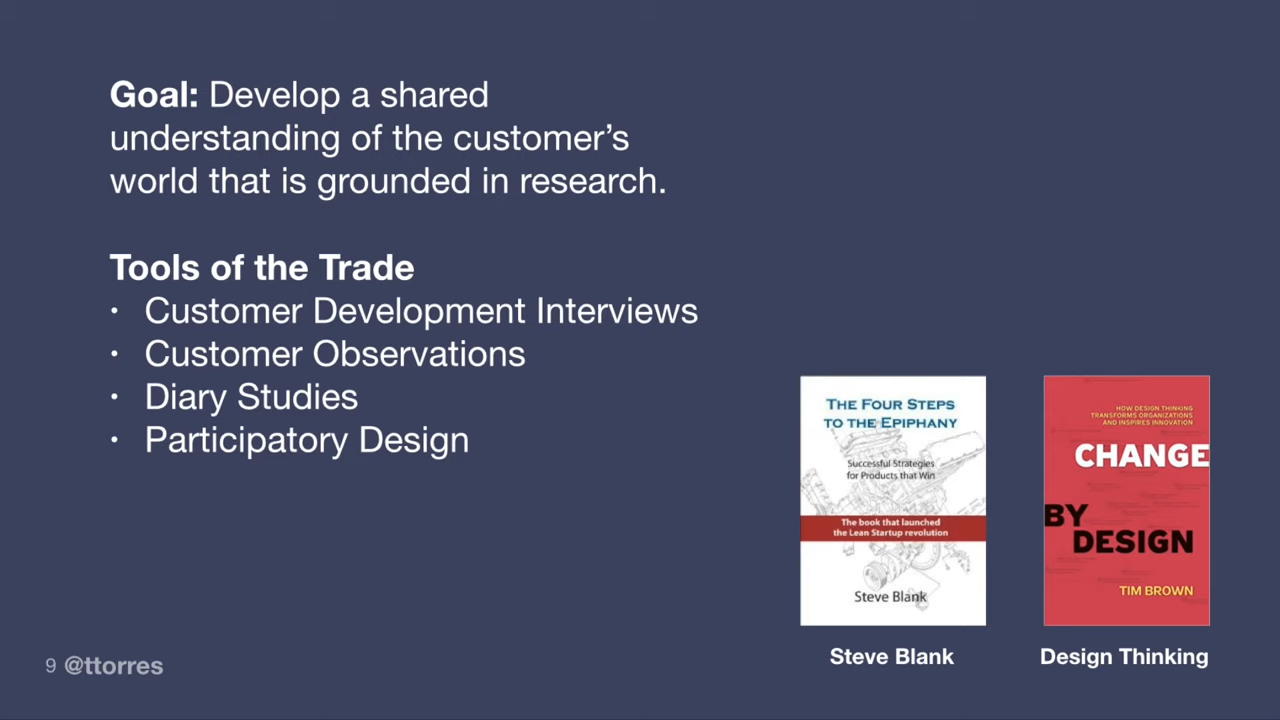 Goal: Develop a shared
understanding of the customer’s
world that is grounded in research.
Tools of the Trade
• Customer Development Interviews
• Customer Observations
• Diary Studies
• Participatory Design
THE FOUR STEPS
TO THE EPIPHANY
Successful Strategies
for Products that Win
The book that launched
the Lean Startup revolution
Steve Blank
HOW DESIGN THINKING
TRANSFORMS ORGANIZATIONS
AND INSPIRES INNOVATION
CHANGE
BY
DESIGN
TIM BROWN
Steve Blank
Design Thinking
9 @ttorres